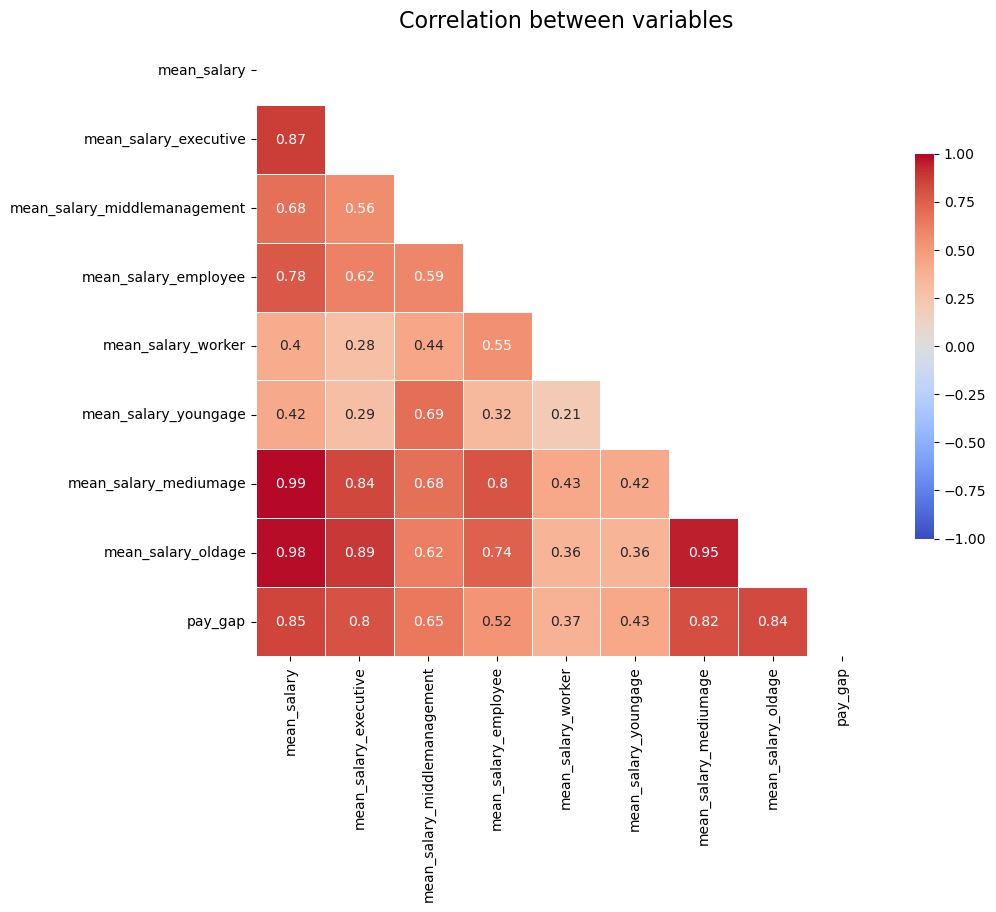 Correlation between variables
mean_salary
mean_salary_executive
0.87
mean_salary_middlemanagement
0.68 0.56
mean_salary_employee
0.78 0.62 0.59
mean_salary_worker
0.4 0.28 0.44 0.55
mean_salary_youngage
0.42 0.29 0.69 0.32 0.21
mean_salary_mediumage
0.99 0.84 0.68 0.8 0.43 0.42
mean_salary_oldage
0.98 0.89 0.62 0.74 0.36 0.36 0.95
pay_gap
0.85 0.8 0.65 0.52 0.37 0.43 0.82 0.84
mean_salary
mean_salary_executive
mean_salary_middlemanagement
mean_salary_employee
mean_salary_worker
mean_salary_youngage
mean_salary_mediumage
mean_salary_oldage
pay_gap
1.00
0.75
0.50
0.25
0.00
−0.25
−0.50
−0.75
−1.00